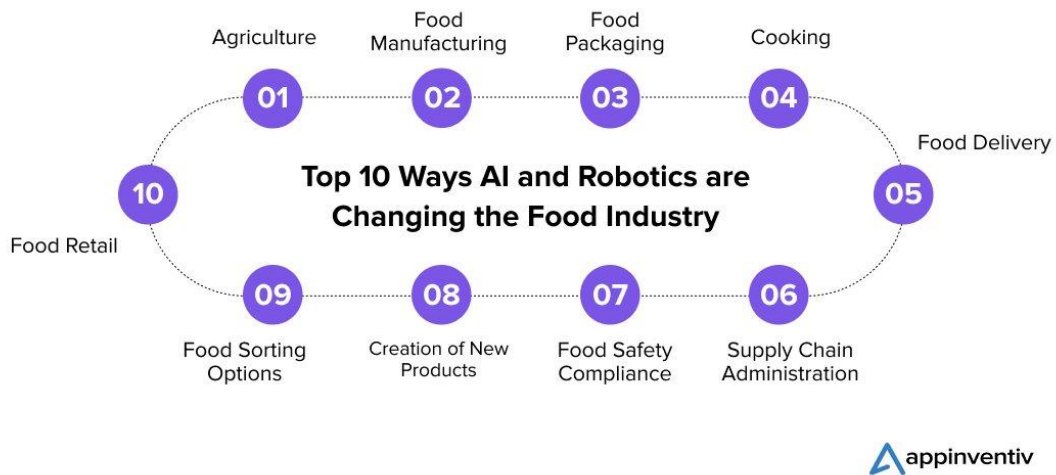 Agriculture
Food
Manufacturing
Food
Packaging
Cooking
01
02
03
04
Food Delivery
Top 10 Ways AI and Robotics are
Changing the Food Industry
10
05
Food Retail
09
08
07
06
Food Sorting
Options
Creation of New
Products
Food Safety
Compliance
Supply Chain
Administration
appinventiv